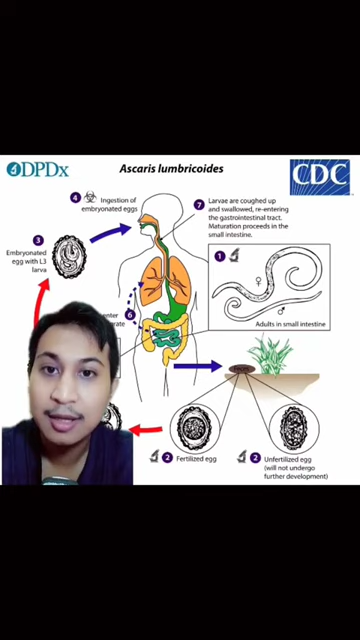 DPDx
Ascaris lumbricoides
CDC
4 Ingestion of
embryonated eggs
7 Larvae are coughed up
and swallowed, re-entering
the gastrointestinal tract.
Maturation proceeds in the
small intestine.
3
Embryonated
egg with L3
larva
1
♀
♂
Adults in small intestine
6
Feces
2 Fertilized egg
2 Unfertilized egg
(will not undergo
further development)